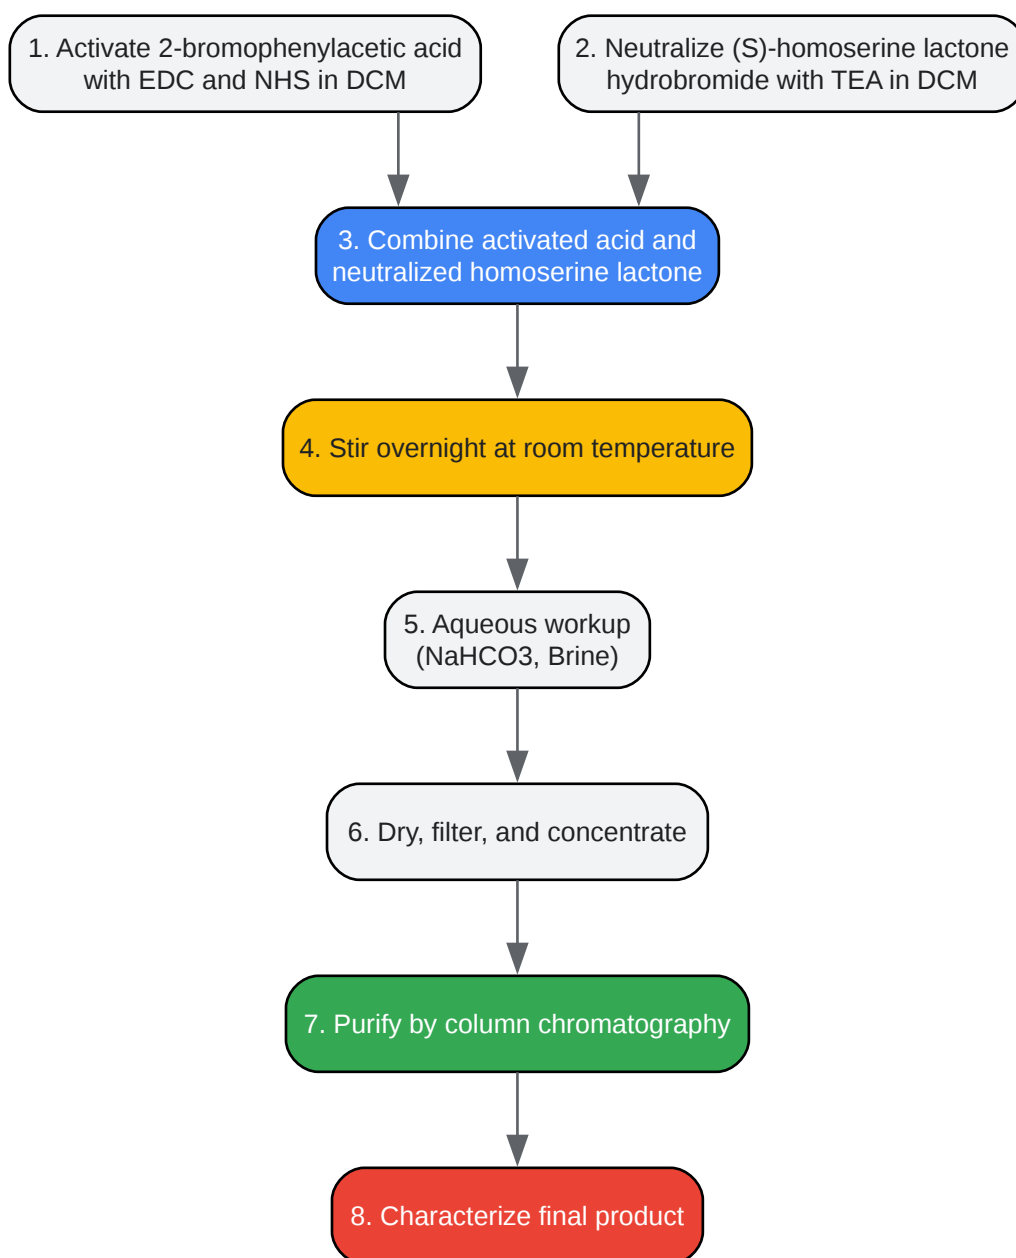 1. Activate 2-bromophenylacetic acid
with EDC and NHS in DCM
2. Neutralize (S)-homoserine lactone
hydrobromide with TEA in DCM
3. Combine activated acid and
neutralized homoserine lactone
4. Stir overnight at room temperature
5. Aqueous workup
(NaHCO3, Brine)
6. Dry, filter, and concentrate
7. Purify by column chromatography
8. Characterize final product